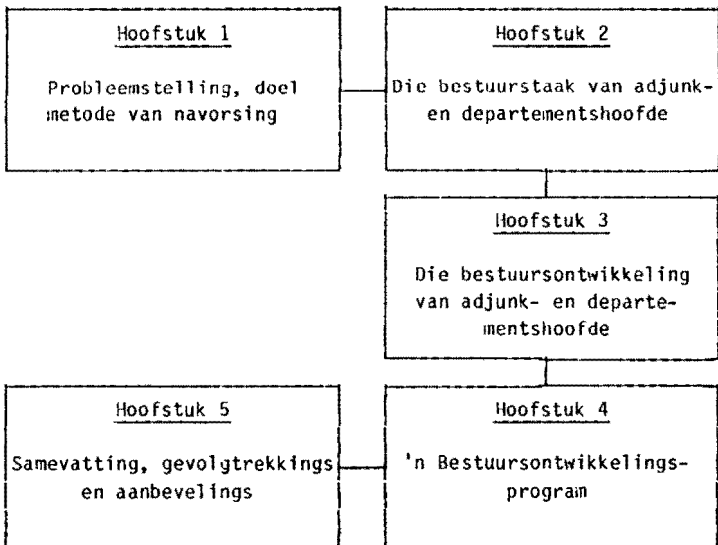 Hoofstuk 1
Probleemstelling, doel
metode van navorsing
Hoofstuk 2
Die bestuurstaak van adjunk-
en departementshoofde
Hoofstuk 3
Die bestuursontwikkeling
van adjunk- en departe-
mentshoofde
Hoofstuk 5
Samevatting, gevolgtrekkings
en aanbevelings
Hoofstuk 4
'n Bestuursontwikkelings-
program